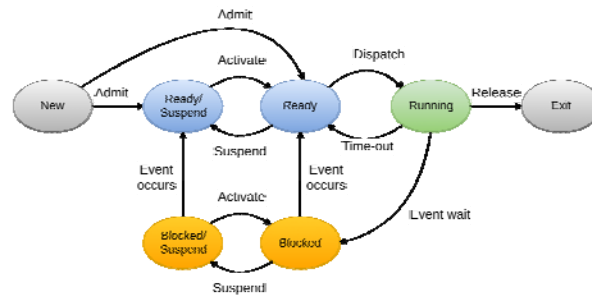 Admit
Activate
Dispatch
New
Admit
Ready/
Suspend
Ready
Running
Release
Exit
Suspend
Time-out
Event
occurs
Event
occurs
Activate
Event wait
Blocked/
Suspend
Blocked
Suspend